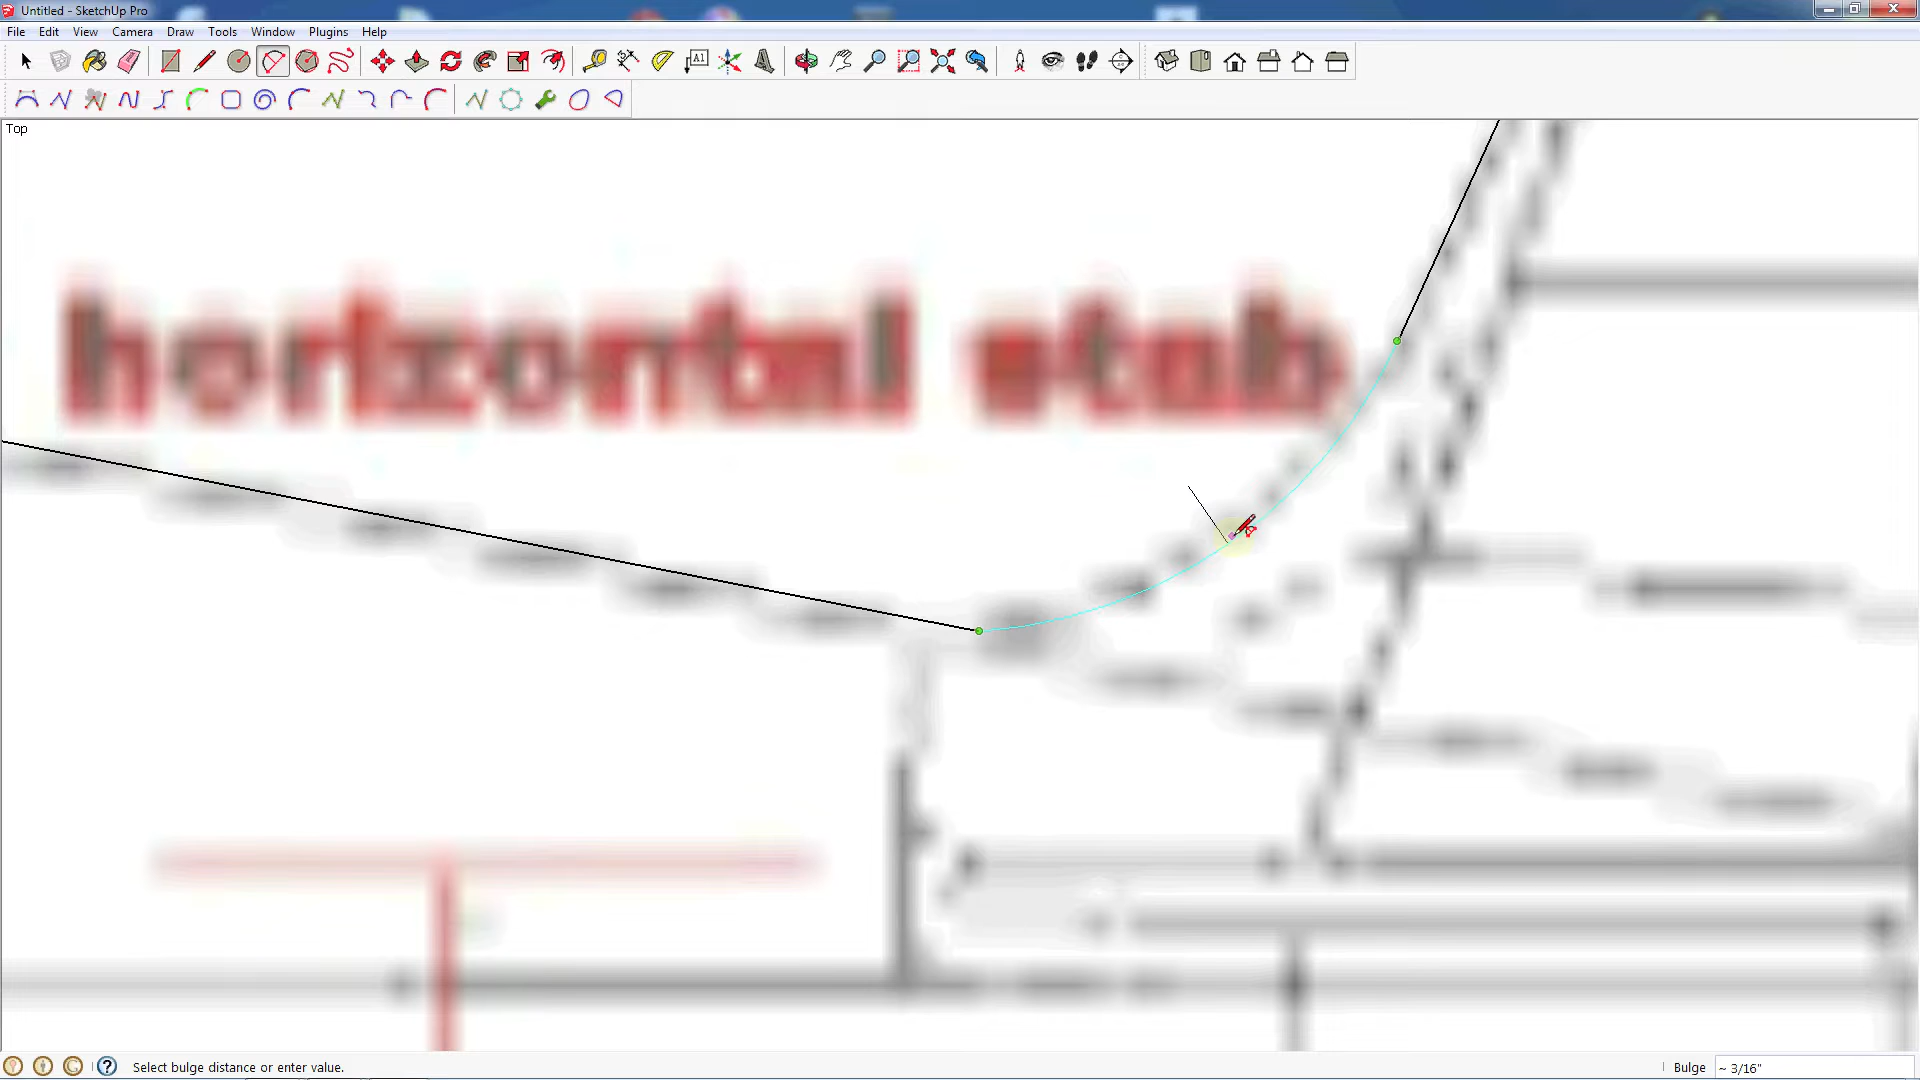 Untitled - SketchUp Pro
File Edit View Camera Draw Tools Window Plugins Help
A1
Top
horizontal stab
Select bulge distance or enter value.
Bulge ~ 3/16"